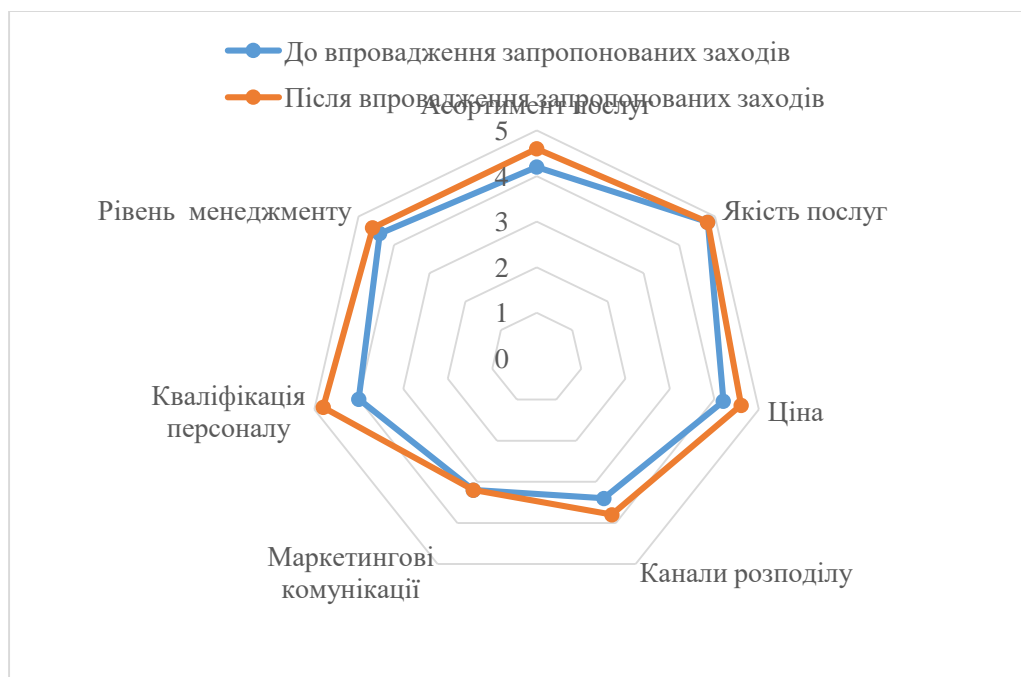 До впровадження запропонованих заходів
Після впровадження запропонованих заходів
Асортимент послуг
5
4
3
2
1
0
Якість послуг
Ціна
Канали розподілу
Маркетингові
комунікації
Кваліфікація
персоналу
Рівень  менеджменту